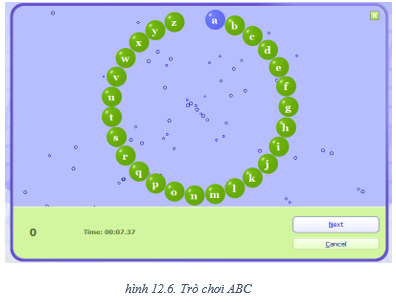 a
b
c
d
e
f
g
h
i
j
k
l
m
n
o
p
q
r
s
t
u
v
w
x
y
z
0
Time: 00:07.37
Next
Cancel
hình 12.6. Trò chơi ABC